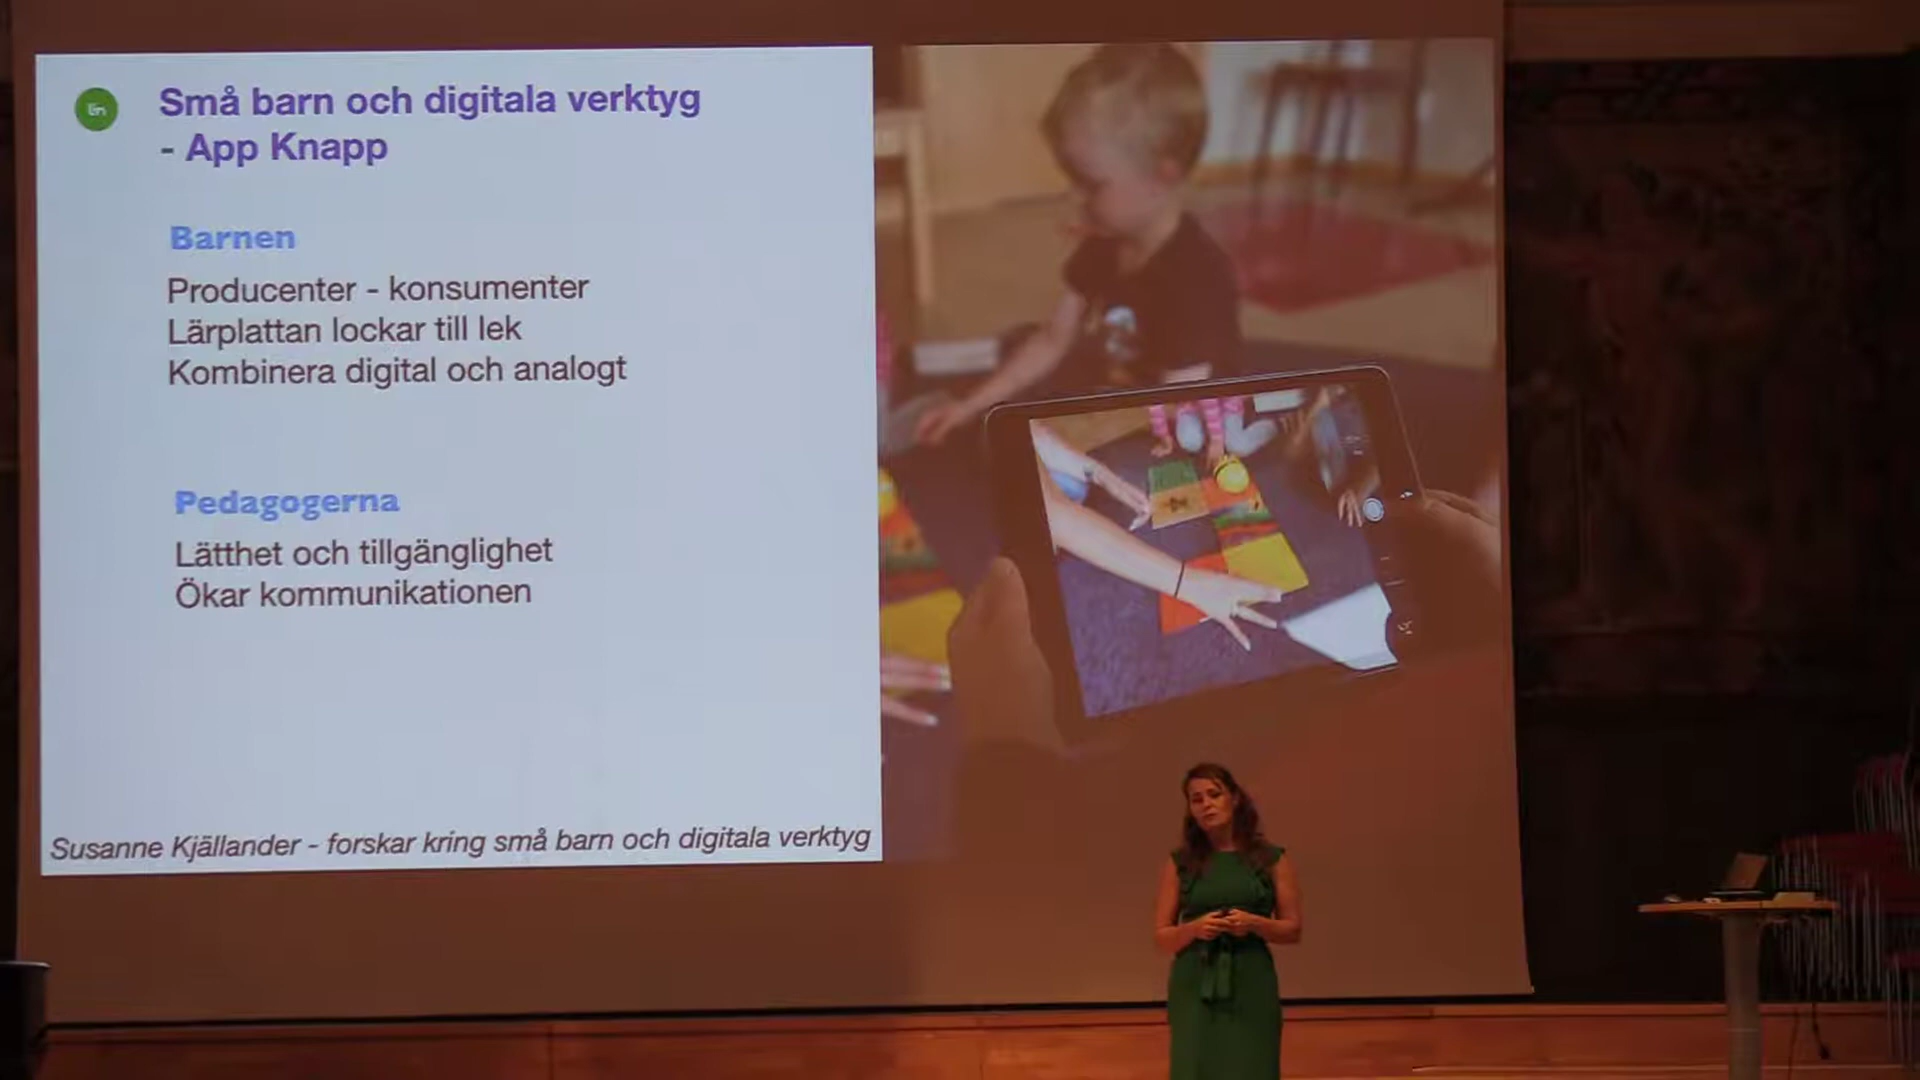 Små barn och digitala verktyg
- App Knapp
Barnen
Producenter - konsumenter
Lärplattan lockar till lek
Kombinera digital och analogt
Pedagogerna
Lätthet och tillgänglighet
Ökar kommunikationen
Susanne Kjällander - forskar kring små barn och digitala verktyg